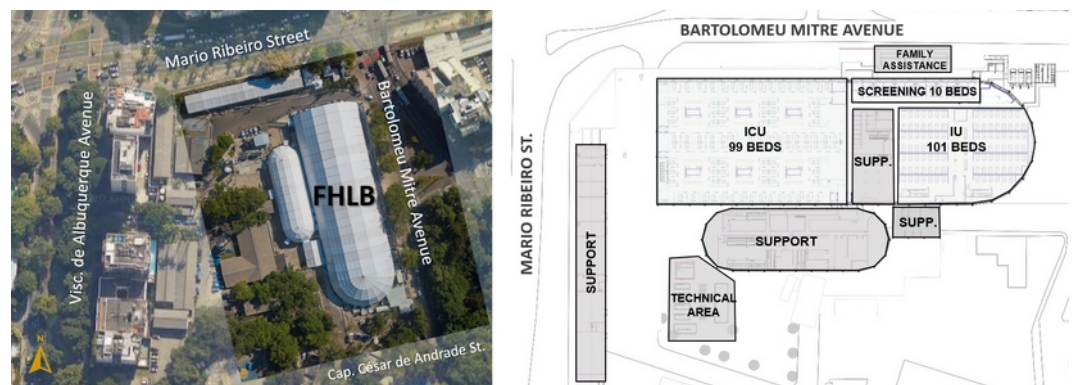 Mario Ribeiro Street
Visc. de Albuquerque Avenue
FHLB
Bartolomeu Mitre Avenue
Cap. César de Andrade St.
N
BARTOLOMEU MITRE AVENUE
MARIO RIBEIRO ST.
FAMILY
ASSISTANCE
SCREENING 10 BEDS
ICU
99 BEDS
SUPP.
IU
101 BEDS
SUPPORT
SUPPORT
SUPP.
TECHNICAL
AREA